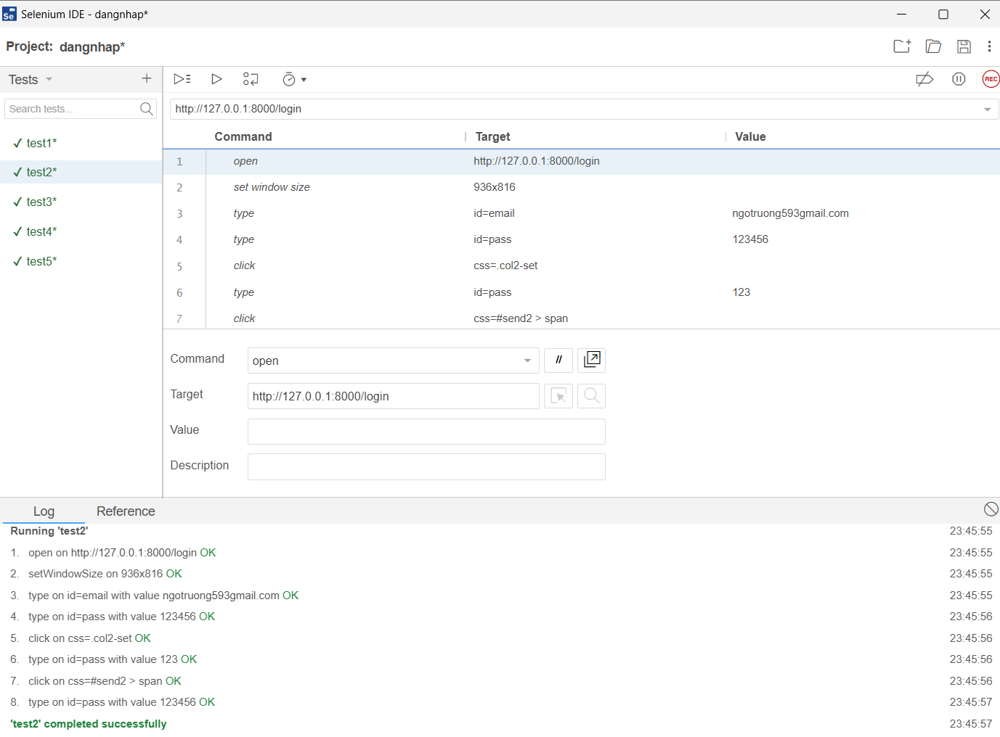 Se Selenium IDE - dangnhap*
Project: dangnhap*
Tests
Search tests...
✓ test1*
✓ test2*
✓ test3*
✓ test4*
✓ test5*
REC
http://127.0.0.1:8000/login
Command Target Value
1 open http://127.0.0.1:8000/login
2 set window size 936x816
3 type id=email ngotruong593gmail.com
4 type id=pass 123456
5 click css=.col2-set
6 type id=pass 123
7 click css=#send2 > span
Command open //
Target http://127.0.0.1:8000/login
Value
Description
Log Reference
Running 'test2' 23:45:55
1. open on http://127.0.0.1:8000/login OK 23:45:55
2. setWindowSize on 936x816 OK 23:45:55
3. type on id=email with value ngotruong593gmail.com OK 23:45:55
4. type on id=pass with value 123456 OK 23:45:56
5. click on css=.col2-set OK 23:45:56
6. type on id=pass with value 123 OK 23:45:56
7. click on css=#send2 > span OK 23:45:56
8. type on id=pass with value 123456 OK 23:45:57
'test2' completed successfully 23:45:57